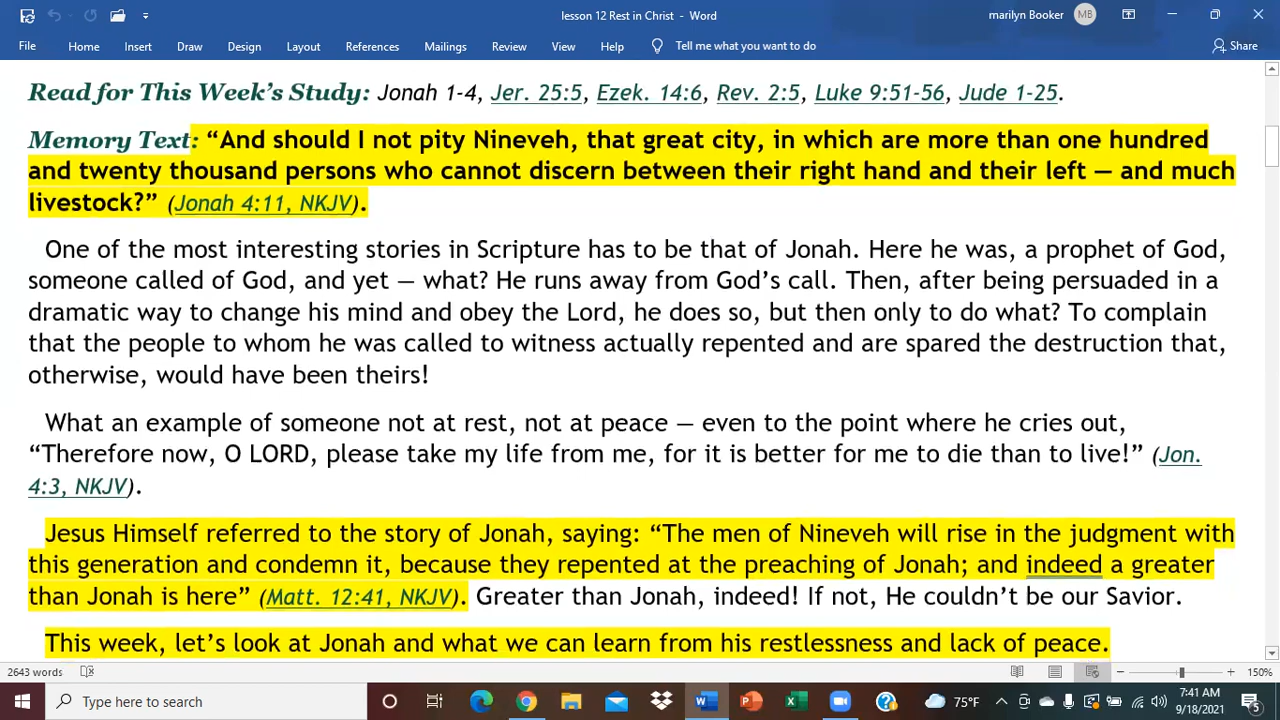 lesson 12 Rest in Christ - Word
marilyn Booker MB
File Home Insert Draw Design Layout References Mailings Review View Help Tell me what you want to do Share
Read for This Week's Study: Jonah 1-4, Jer. 25:5, Ezek. 14:6, Rev. 2:5, Luke 9:51-56, Jude 1-25.
Memory Text: “And should I not pity Nineveh, that great city, in which are more than one hundred
and twenty thousand persons who cannot discern between their right hand and their left — and much
livestock?” (Jonah 4:11, NKJV).
One of the most interesting stories in Scripture has to be that of Jonah. Here he was, a prophet of God,
someone called of God, and yet — what? He runs away from God’s call. Then, after being persuaded in a
dramatic way to change his mind and obey the Lord, he does so, but then only to do what? To complain
that the people to whom he was called to witness actually repented and are spared the destruction that,
otherwise, would have been theirs!
What an example of someone not at rest, not at peace — even to the point where he cries out,
“Therefore now, O LORD, please take my life from me, for it is better for me to die than to live!” (Jon.
4:3, NKJV).
Jesus Himself referred to the story of Jonah, saying: “The men of Nineveh will rise in the judgment with
this generation and condemn it, because they repented at the preaching of Jonah; and indeed a greater
than Jonah is here” (Matt. 12:41, NKJV). Greater than Jonah, indeed! If not, He couldn’t be our Savior.
This week, let’s look at Jonah and what we can learn from his restlessness and lack of peace.
2643 words 150%
Type here to search 75°F 7:41 AM
9/18/2021 5